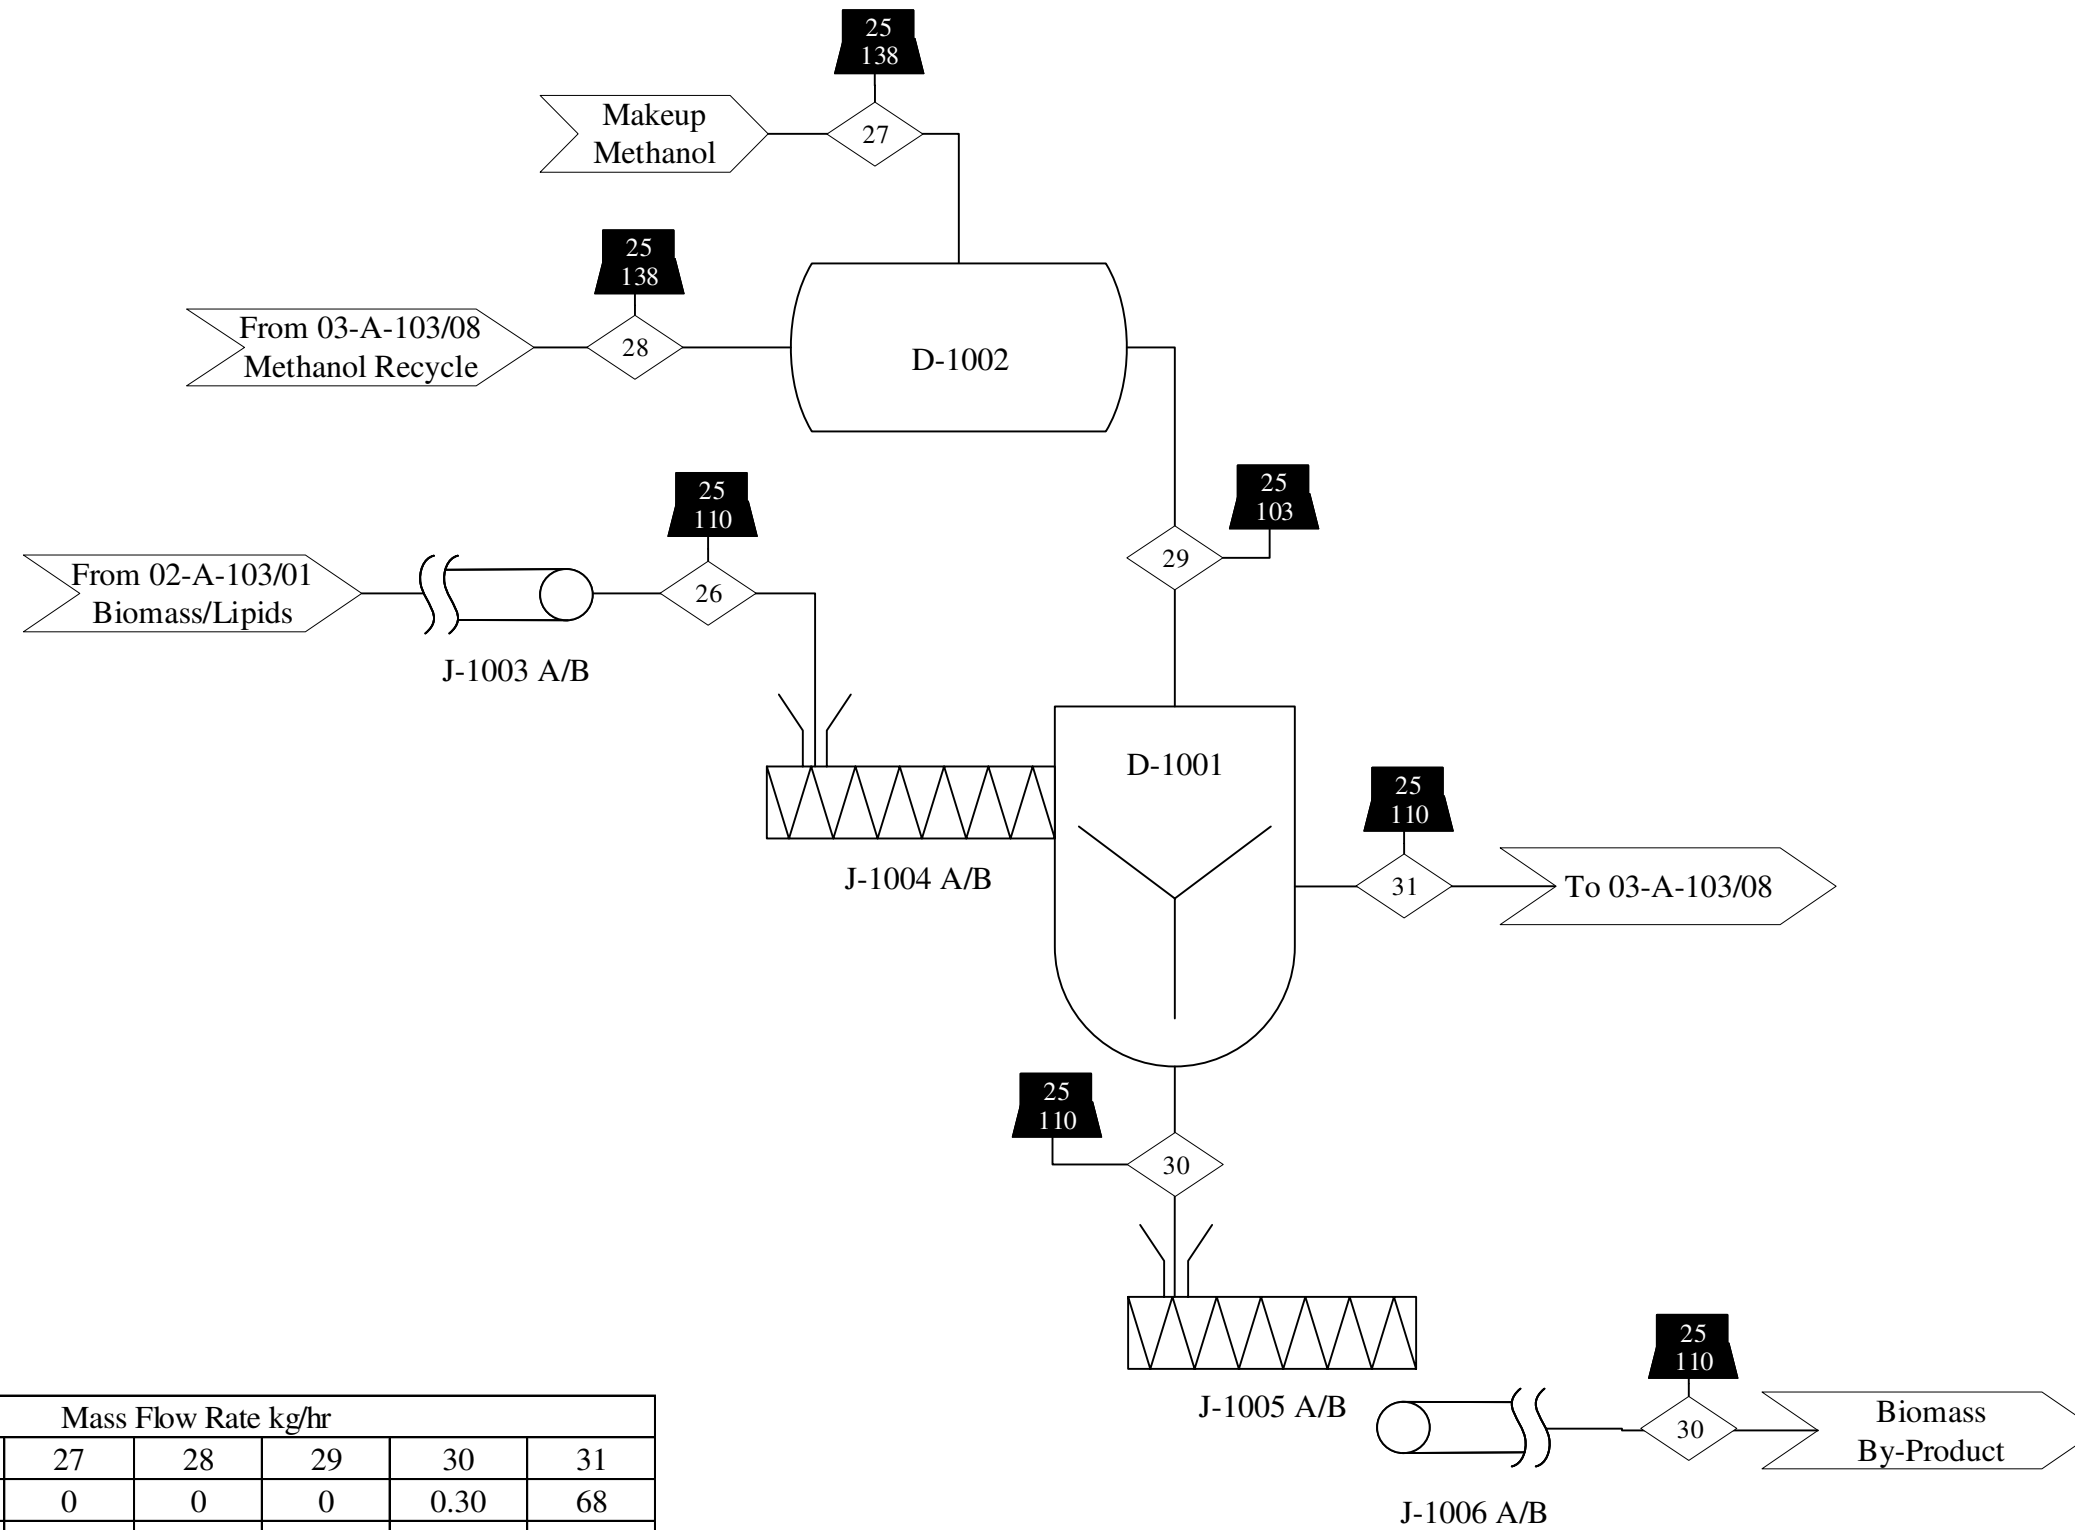 25
138
Makeup
Methanol
27
25
138
From 03-A-103/08
Methanol Recycle
28
D-1002
25
110
25
103
29
From 02-A-103/01
Biomass/Lipids
26
J-1003 A/B
D-1001
25
110
J-1004 A/B
31
To 03-A-103/08
25
110
30
25
110
J-1005 A/B
30
Biomass
By-Product
J-1006 A/B
Mass Flow Rate kg/hr
27 28 29 30 31
0 0 0 0.30 68